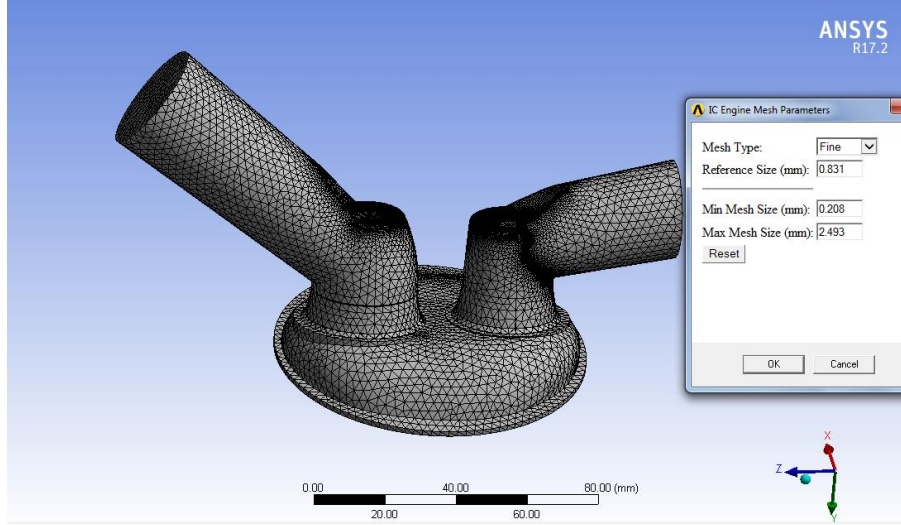 ANSYS
R17.2
IC Engine Mesh Parameters
Mesh Type: Fine
Reference Size (mm): 0.831
Min Mesh Size (mm): 0.208
Max Mesh Size (mm): 2.493
Reset
OK Cancel
X
Z
Y
0.00 40.00 80.00 (mm)
20.00 60.00